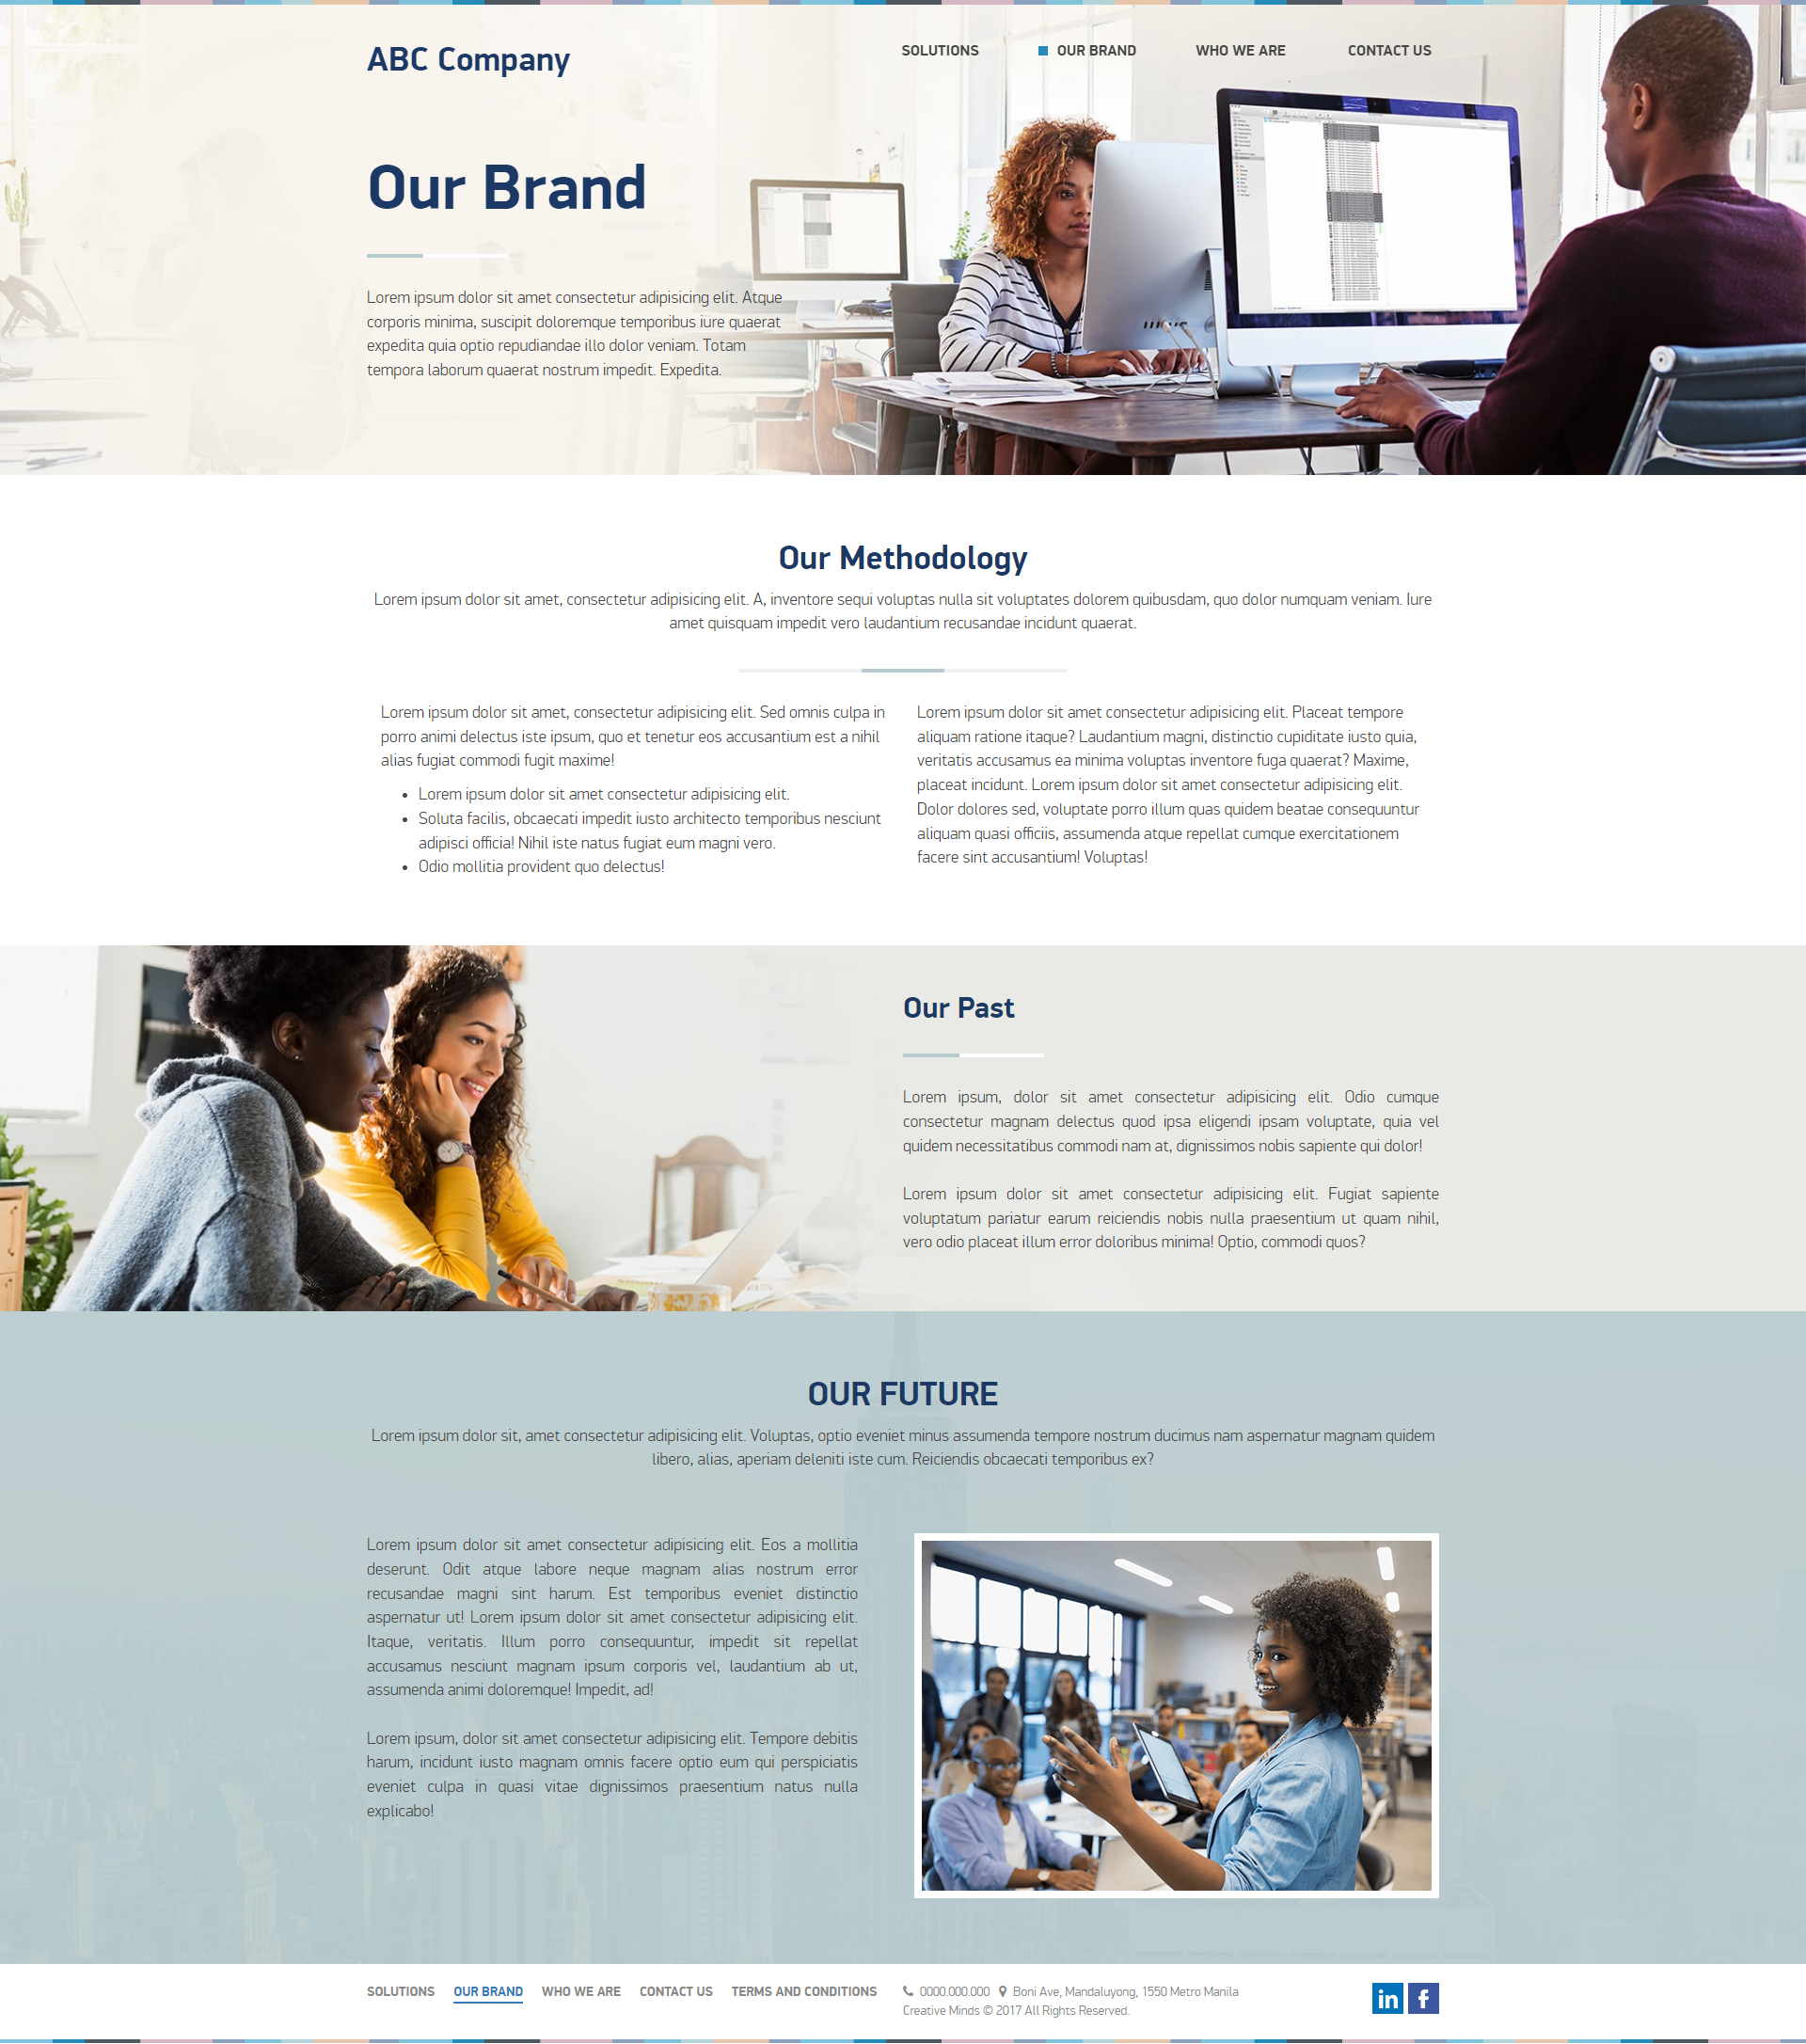 ABC Company
SOLUTIONS
OUR BRAND
WHO WE ARE
CONTACT US
Our Brand
Lorem ipsum dolor sit amet consectetur adipisicing elit. Atque
corporis minima, suscipit doloremque temporibus iure quaerat
expedita quia optio repudiandae illo dolor veniam. Totam
tempora laborum quaerat nostrum impedit. Expedita.
Our Methodology
Lorem ipsum dolor sit amet, consectetur adipisicing elit. A, inventore sequi voluptas nulla sit voluptates dolorem quibusdam, quo dolor numquam veniam. Iure
amet quisquam impedit vero laudantium recusandae incidunt quaerat.
Lorem ipsum dolor sit amet, consectetur adipisicing elit. Sed omnis culpa in
porro animi delectus iste ipsum, quo et tenetur eos accusantium est a nihil
alias fugiat commodi fugit maxime!
• Lorem ipsum dolor sit amet consectetur adipisicing elit.
• Soluta facilis, obcaecati impedit iusto architecto temporibus nesciunt
adipisci officia! Nihil iste natus fugiat eum magni vero.
• Odio mollitia provident quo delectus!
Lorem ipsum dolor sit amet consectetur adipisicing elit. Placeat tempore
aliquam ratione itaque? Laudantium magni, distinctio cupiditate iusto quia,
veritatis accusamus ea minima voluptas inventore fuga quaerat? Maxime,
placeat incidunt. Lorem ipsum dolor sit amet consectetur adipisicing elit.
Dolor dolores sed, voluptate porro illum quas quidem beatae consequuntur
aliquam quasi officiis, assumenda atque repellat cumque exercitationem
facere sint accusantium! Voluptas!
Our Past
Lorem ipsum, dolor sit amet consectetur adipisicing elit. Odio cumque
consectetur magnam delectus quod ipsa eligendi ipsam voluptate, quia vel
quidem necessitatibus commodi nam at, dignissimos nobis sapiente qui dolor!
Lorem ipsum dolor sit amet consectetur adipisicing elit. Fugiat sapiente
voluptatum pariatur earum reiciendis nobis nulla praesentium ut quam nihil,
vero odio placeat illum error doloribus minima! Optio, commodi quos?
OUR FUTURE
Lorem ipsum dolor sit, amet consectetur adipisicing elit. Voluptas, optio eveniet minus assumenda tempore nostrum ducimus nam aspernatur magnam quidem
libero, alias, aperiam deleniti iste cum. Reiciendis obcaecati temporibus ex?
Lorem ipsum dolor sit amet consectetur adipisicing elit. Eos a mollitia
deserunt. Odit atque labore neque magnam alias nostrum error
recusandae magni sint harum. Est temporibus eveniet distinctio
aspernatur ut! Lorem ipsum dolor sit amet consectetur adipisicing elit.
Itaque, veritatis. Illum porro consequuntur, impedit sit repellat
accusamus nesciunt magnam ipsum corporis vel, laudantium ab ut,
assumenda animi doloremque! Impedit, ad!
Lorem ipsum, dolor sit amet consectetur adipisicing elit. Tempore debitis
harum, incidunt iusto magnam omnis facere optio eum qui perspiciatis
eveniet culpa in quasi vitae dignissimos praesentium natus nulla
explicabo!
SOLUTIONS
OUR BRAND
WHO WE ARE
CONTACT US
TERMS AND CONDITIONS
0000.000.000 Boni Ave, Mandaluyong, 1550 Metro Manila
Creative Minds © 2017 All Rights Reserved.
in f